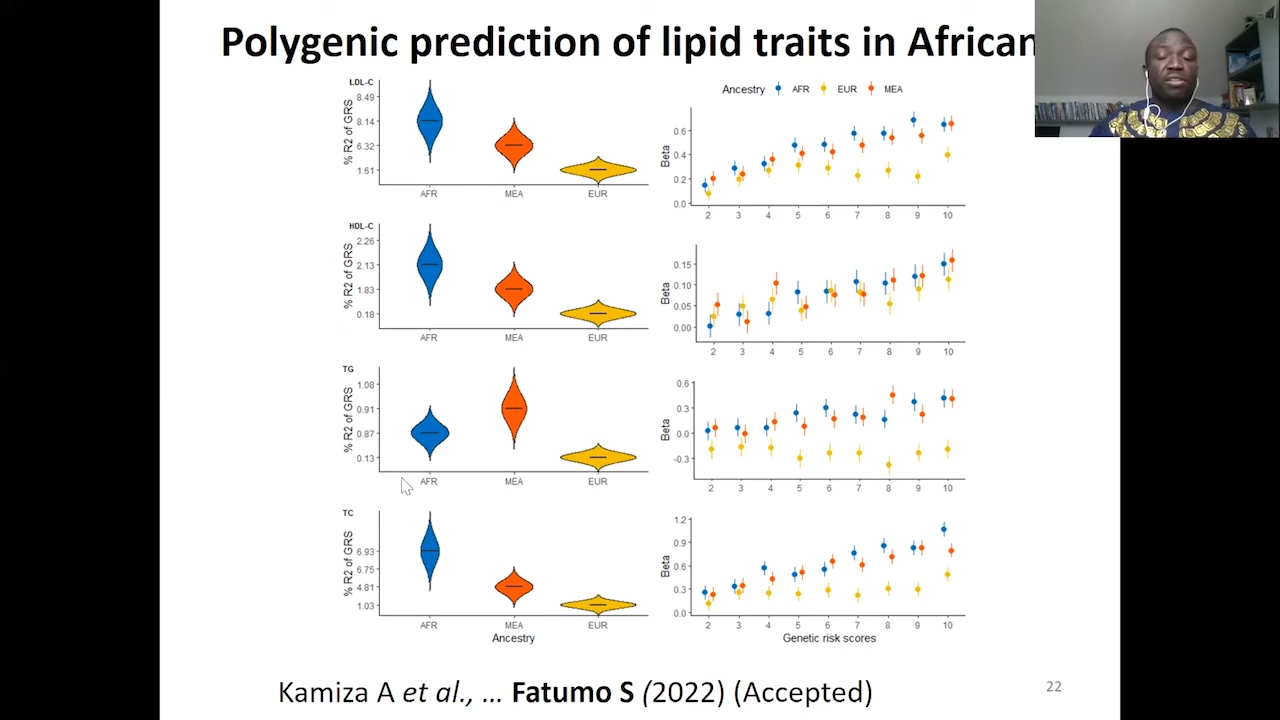 Polygenic prediction of lipid traits in African
LDL-C
% R2 of GRS
8.49
8.14
6.32
1.61
AFR MEA EUR
Ancestry AFR EUR MEA
Beta
0.6
0.4
0.2
0.0
2 3 4 5 6 7 8 9 10
HDL-C
% R2 of GRS
2.26
2.13
1.83
0.18
AFR MEA EUR
Beta
0.15
0.10
0.05
0.00
2 3 4 5 6 7 8 9 10
TG
% R2 of GRS
1.08
0.91
0.87
0.13
AFR MEA EUR
Beta
0.6
0.3
0.0
-0.3
2 3 4 5 6 7 8 9 10
TC
% R2 of GRS
6.93
6.75
4.81
1.03
AFR MEA EUR
Ancestry
Beta
1.2
0.9
0.6
0.3
0.0
2 3 4 5 6 7 8 9 10
Genetic risk scores
Kamiza A et al., ... Fatumo S (2022) (Accepted)
22